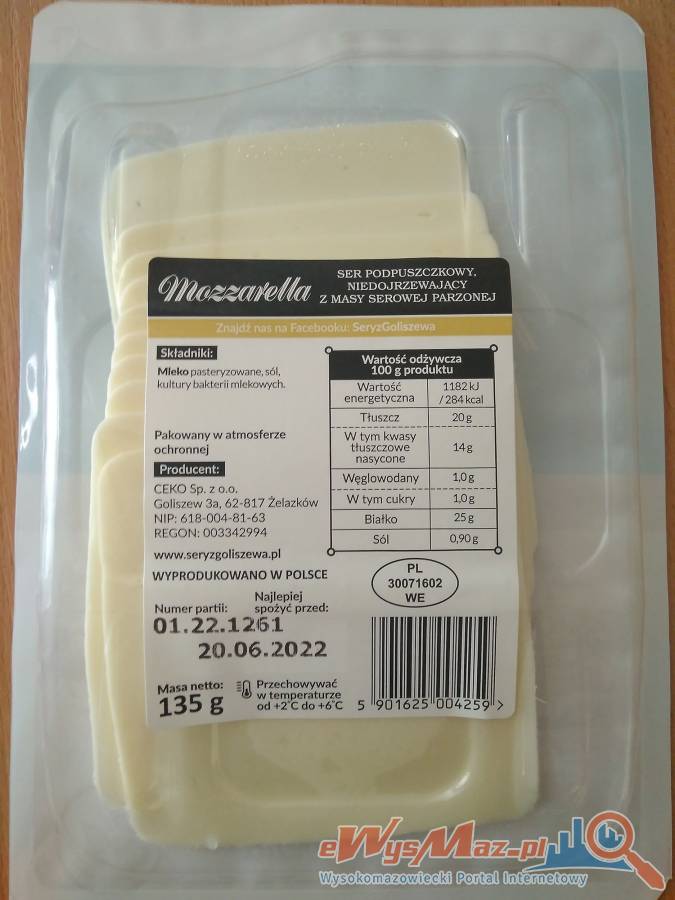 Mozzarella
SER PODPUSZCZKOWY,
NIEDOJRZEWAJĄCY
Z MASY SEROWEJ PARZONEJ
Znajdź nas na Facebooku: SeryzGoliszewa
Składniki:
Mleko pasteryzowane, sól,
kultury bakterii mlekowych.
Pakowany w atmosferze
ochronnej
Producent:
CEKO Sp. z o.o.
Goliszew 3a, 62-817 Żelazków
NIP: 618-004-81-63
REGON: 003342994
www.seryzgoliszewa.pl
WYPRODUKOWANO W POLSCE
Wartość odżywcza
100 g produktu
Wartość energetyczna 1182 kJ / 284 kcal
Tłuszcz 20 g
W tym kwasy tłuszczowe nasycone 14 g
Węglowodany 1,0 g
W tym cukry 1,0 g
Białko 25 g
Sól 0,90 g
PL
30071602
WE
Numer partii:
Najlepiej
spożyć przed:
01.22.1261
20.06.2022
Masa netto:
135 g
Przechowywać
w temperaturze
od +2°C do +6°C
5 901625 004259 >
eWysMaz.pl
Wysokomazowiecki Portal Internetowy